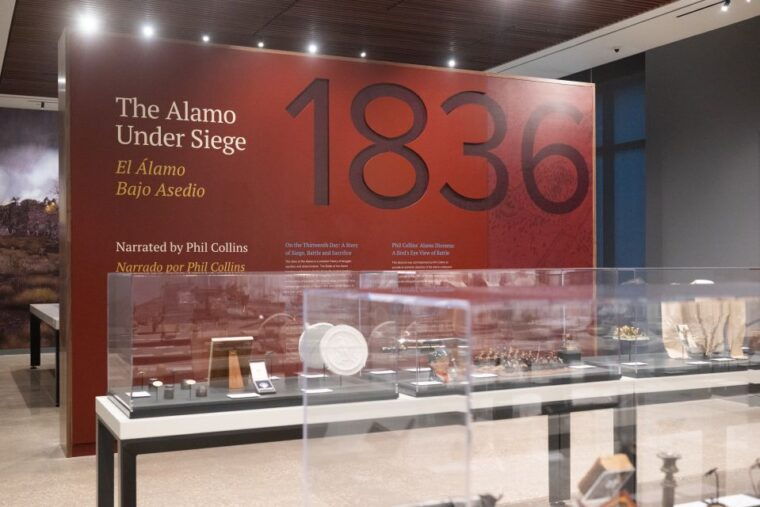 The Alamo
Under Siege
El Álamo
Bajo Asedio
1836
Narrated by Phil Collins
Narrado por Phil Collins
On the Thirteenth Day: A Story
of Siege, Battle and Sacrifice
Phil Collins' Alamo Diorama:
A Bird's Eye View of Battle